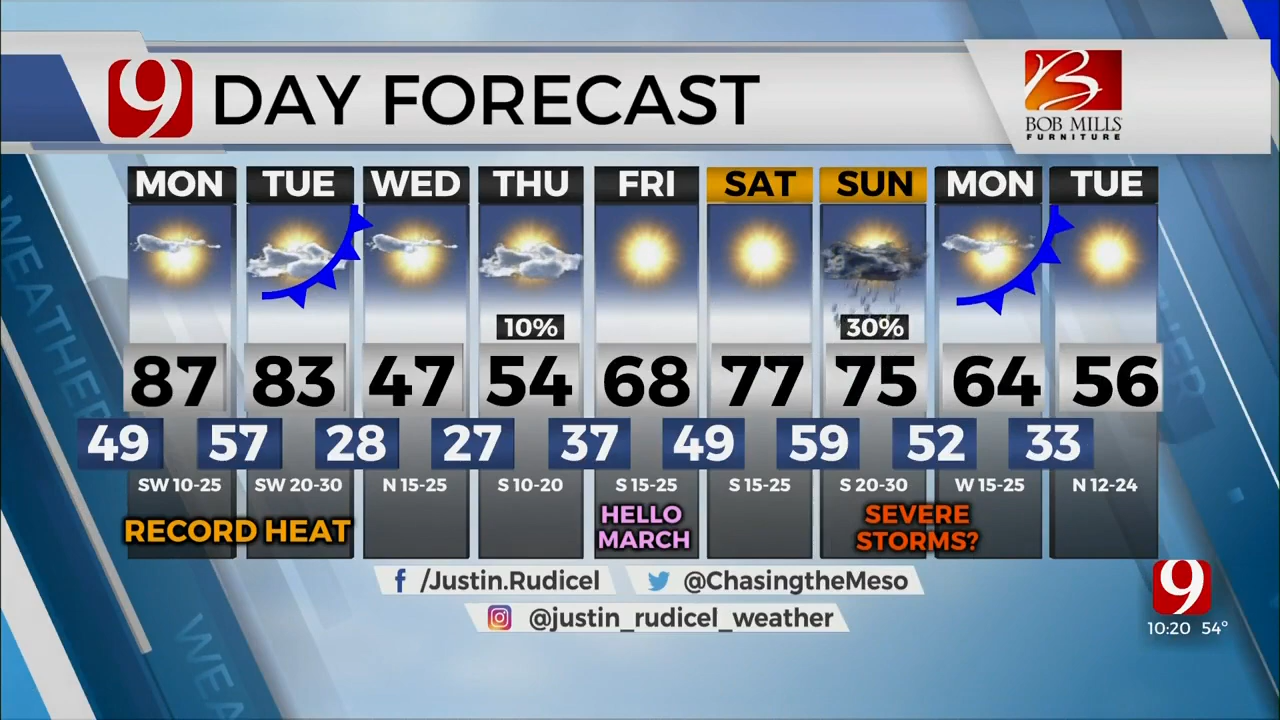 9 DAY FORECAST
B
BOB MILLS
FURNITURE
MON TUE WED THU FRI SAT SUN MON TUE
10% 30%
87 83 47 54 68 77 75 64 56
49 57 28 27 37 49 59 52 33
SW 10-25 SW 20-30 N 15-25 S 10-20 S 15-25 S 15-25 S 20-30 W 15-25 N 12-24
RECORD HEAT
HELLO
MARCH
SEVERE
STORMS?
f /Justin.Rudicel @ChasingtheMeso
@justin_rudicel_weather
9
10:20 54°
WEATHER
WEA